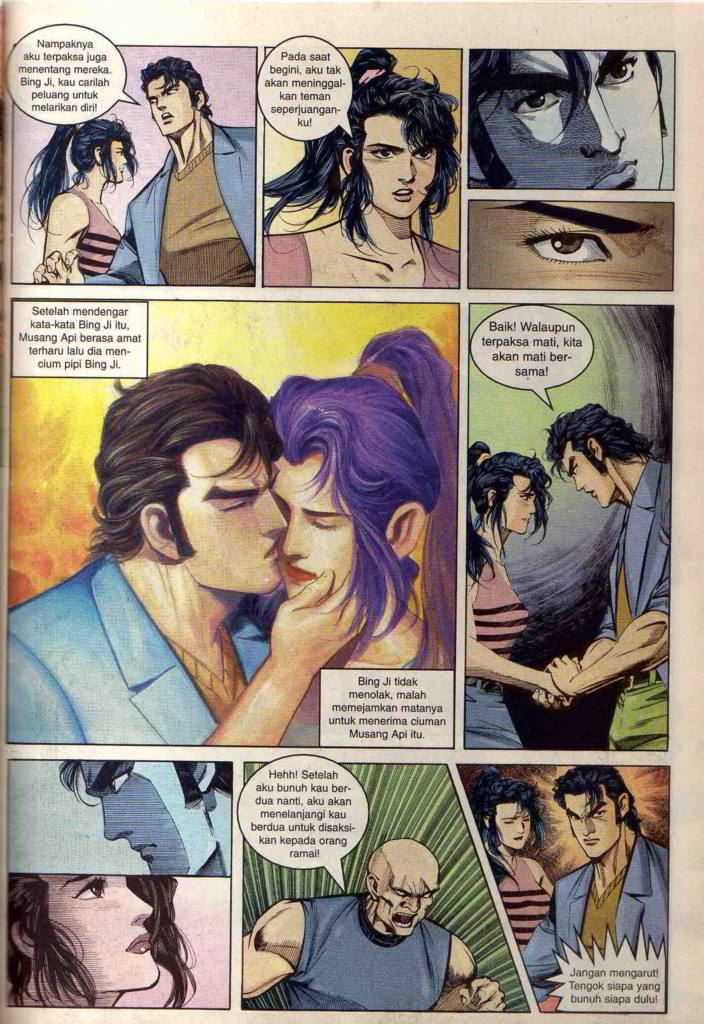 Nampaknya
aku terpaksa juga
menentang mereka.
Bing Ji, kau carilah
peluang untuk
melarikan diri!
Pada saat
begini, aku tak
akan meninggal-
kan teman
seperjuangan-
ku!
Setelah mendengar
kata-kata Bing Ji itu,
Musang Api berasa amat
terharu lalu dia men-
cium pipi Bing Ji.
Bing Ji tidak
menolak, malah
memejamkan matanya
untuk menerima ciuman
Musang Api itu.
Baik! Walaupun
terpaksa mati, kita
akan mati ber-
sama!
Hehh! Setelah
aku bunuh kau ber-
dua nanti, aku akan
menelanjangi kau
berdua untuk disaksi-
kan kepada orang
ramai!
Jangan mengarut!
Tengok siapa yang
bunuh siapa dulu!